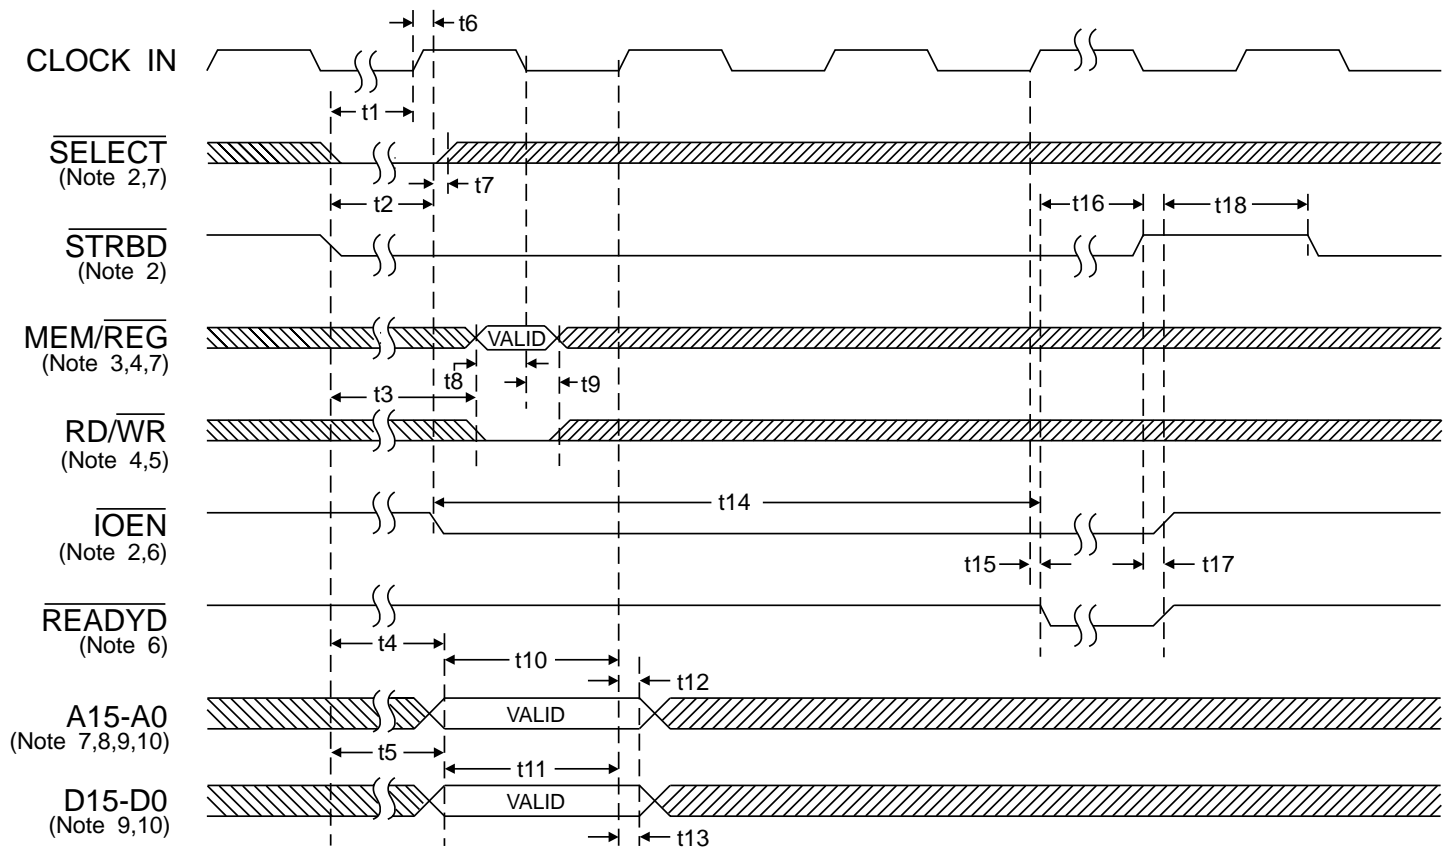 t6
CLOCK IN
t1
SELECT
(Note 2,7)
t7
t2
t16
t18
STRBD
(Note 2)
MEM/REG
VALID
(Note 3,4,7)
t8
t9
t3
RD/WR
(Note 4,5)
t14
IOEN
(Note 2,6)
t15
t17
READYD
(Note 6)
t4
t10
t12
A15-A0
VALID
(Note 7,8,9,10)
t5
t11
D15-D0
VALID
(Note 9,10)
t13